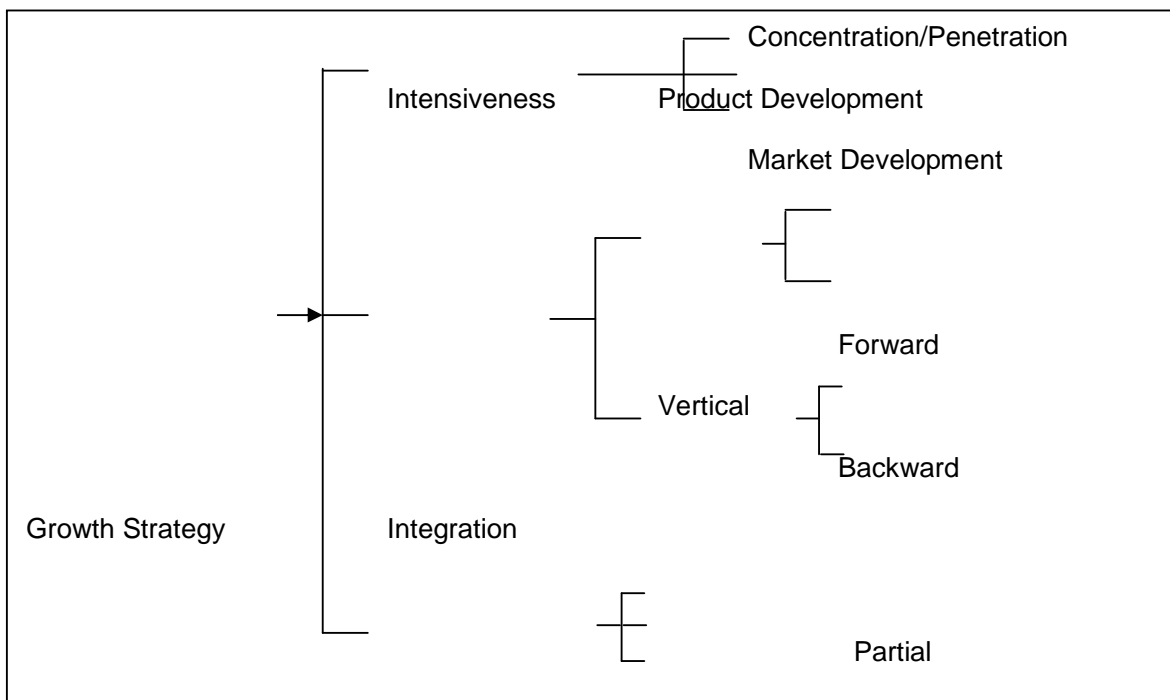 Concentration/Penetration
Intensiveness Product Development
Market Development
Forward
Vertical
Backward
Growth Strategy Integration
Partial